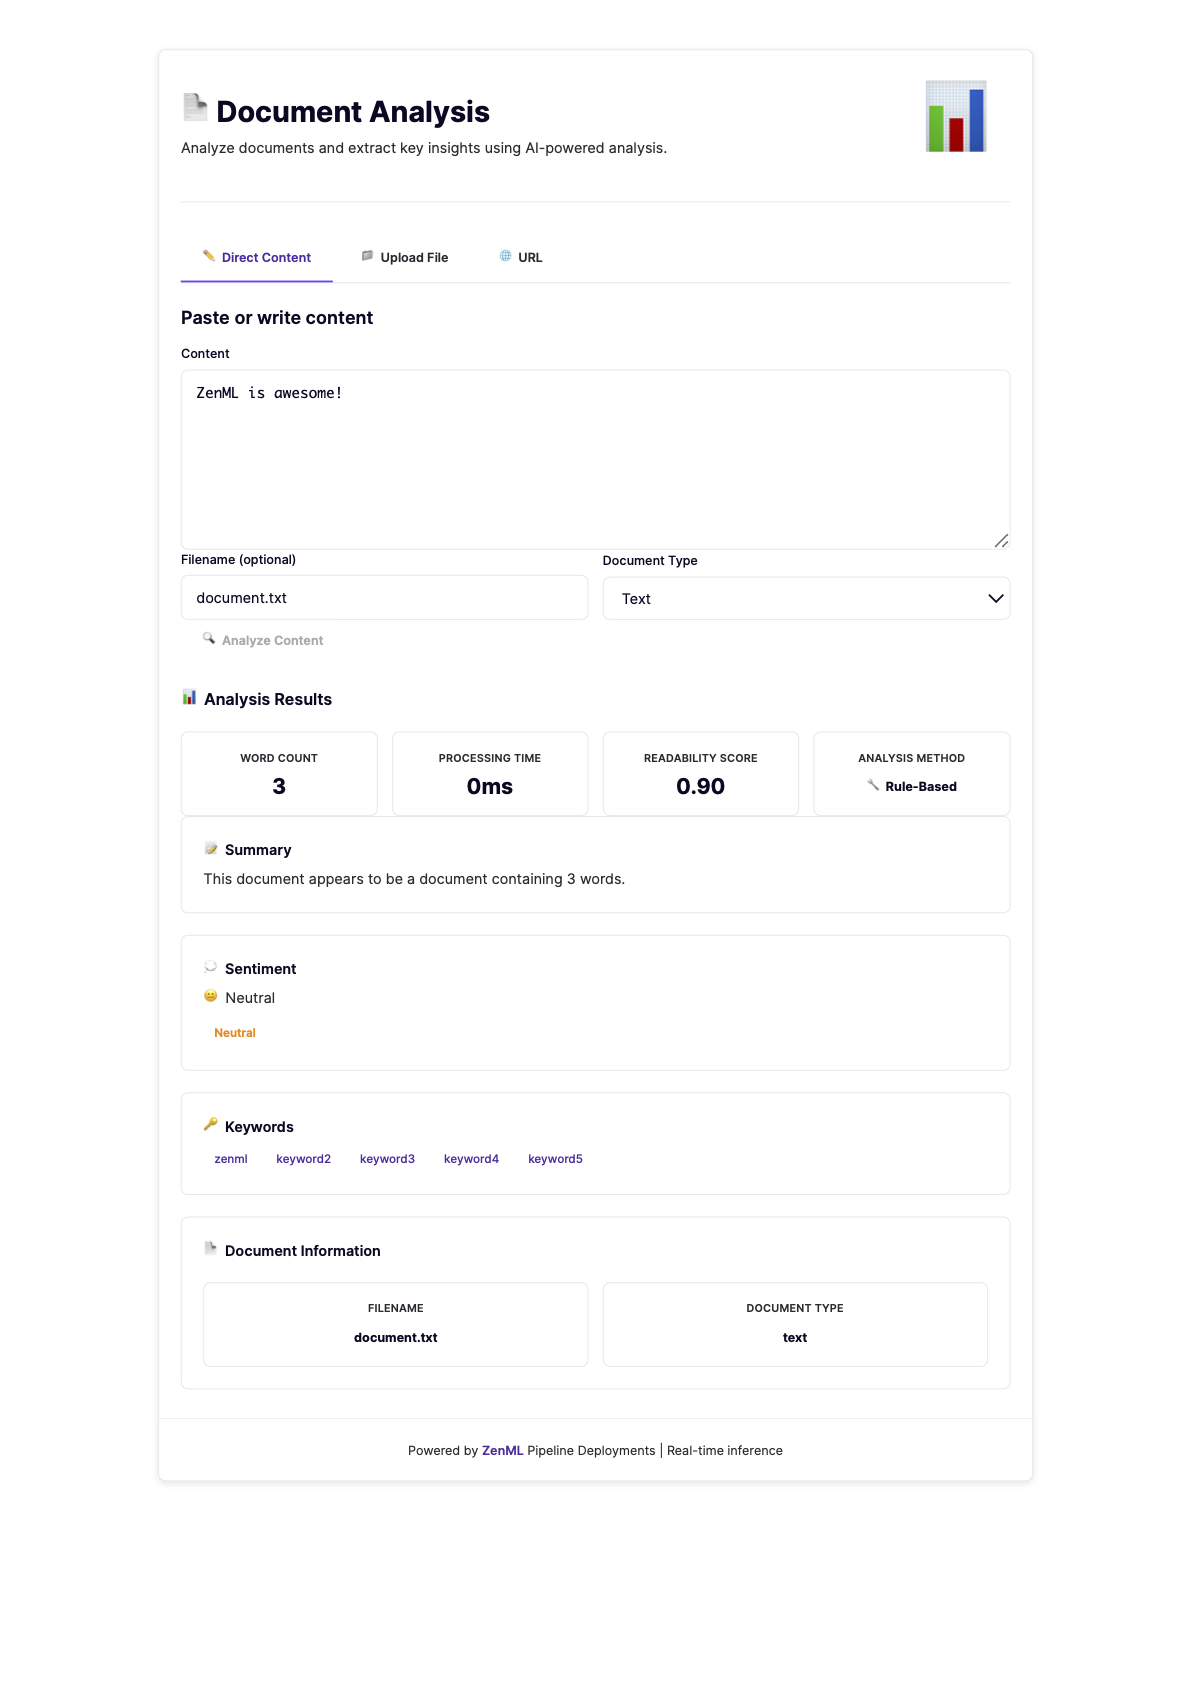 Document Analysis
Analyze documents and extract key insights using AI-powered analysis.
Direct Content
Upload File
URL
Paste or write content
Content
ZenML is awesome!
Filename (optional)
Document Type
document.txt
Text
Analyze Content
Analysis Results
WORD COUNT
3
PROCESSING TIME
0ms
READABILITY SCORE
0.90
ANALYSIS METHOD
Rule-Based
Summary
This document appears to be a document containing 3 words.
Sentiment
Neutral
Neutral
Keywords
zenml keyword2 keyword3 keyword4 keyword5
Document Information
FILENAME
document.txt
DOCUMENT TYPE
text
Powered by ZenML Pipeline Deployments | Real-time inference